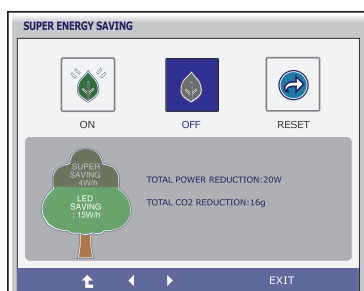 SUPER ENERGY SAVING
ON OFF RESET
SUPER
SAVING
: 4W/h
LED
SAVING
: 15W/h
TOTAL POWER REDUCTION:20W
TOTAL CO2 REDUCTION:16g
EXIT